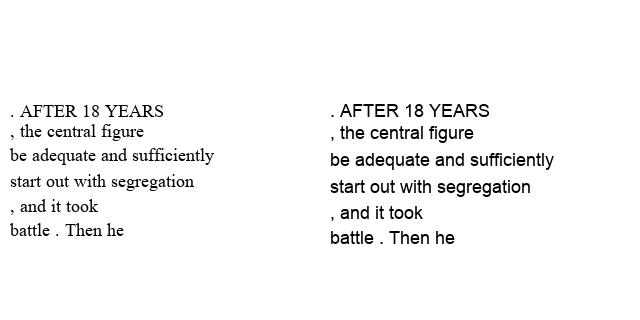 . AFTER 18 YEARS
, the central figure
be adequate and sufficiently
start out with segregation
, and it took
battle . Then he
. AFTER 18 YEARS
, the central figure
be adequate and sufficiently
start out with segregation
, and it took
battle . Then he